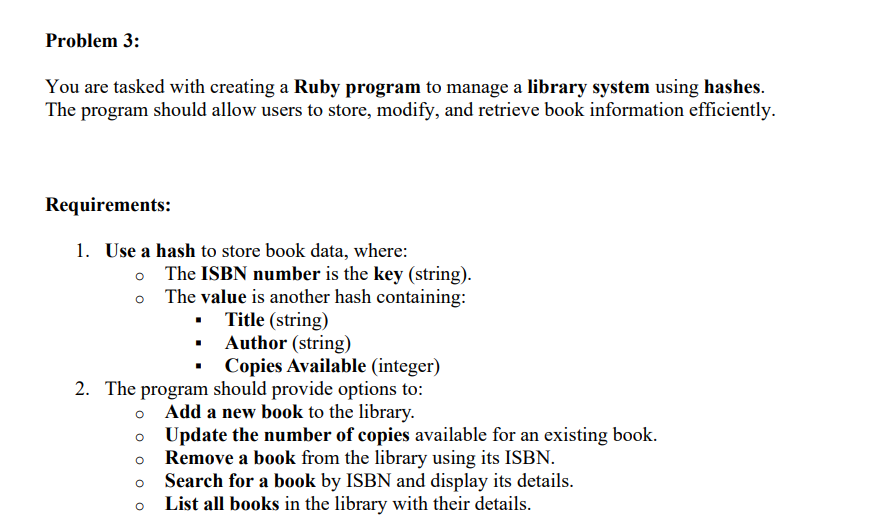 Problem 3:
You are tasked with creating a Ruby program to manage a library system using hashes.
The program should allow users to store, modify, and retrieve book information efficiently.
Requirements:
1. Use a hash to store book data, where:
o The ISBN number is the key (string).
o The value is another hash containing:
▪ Title (string)
▪ Author (string)
▪ Copies Available (integer)
2. The program should provide options to:
o Add a new book to the library.
o Update the number of copies available for an existing book.
o Remove a book from the library using its ISBN.
o Search for a book by ISBN and display its details.
o List all books in the library with their details.